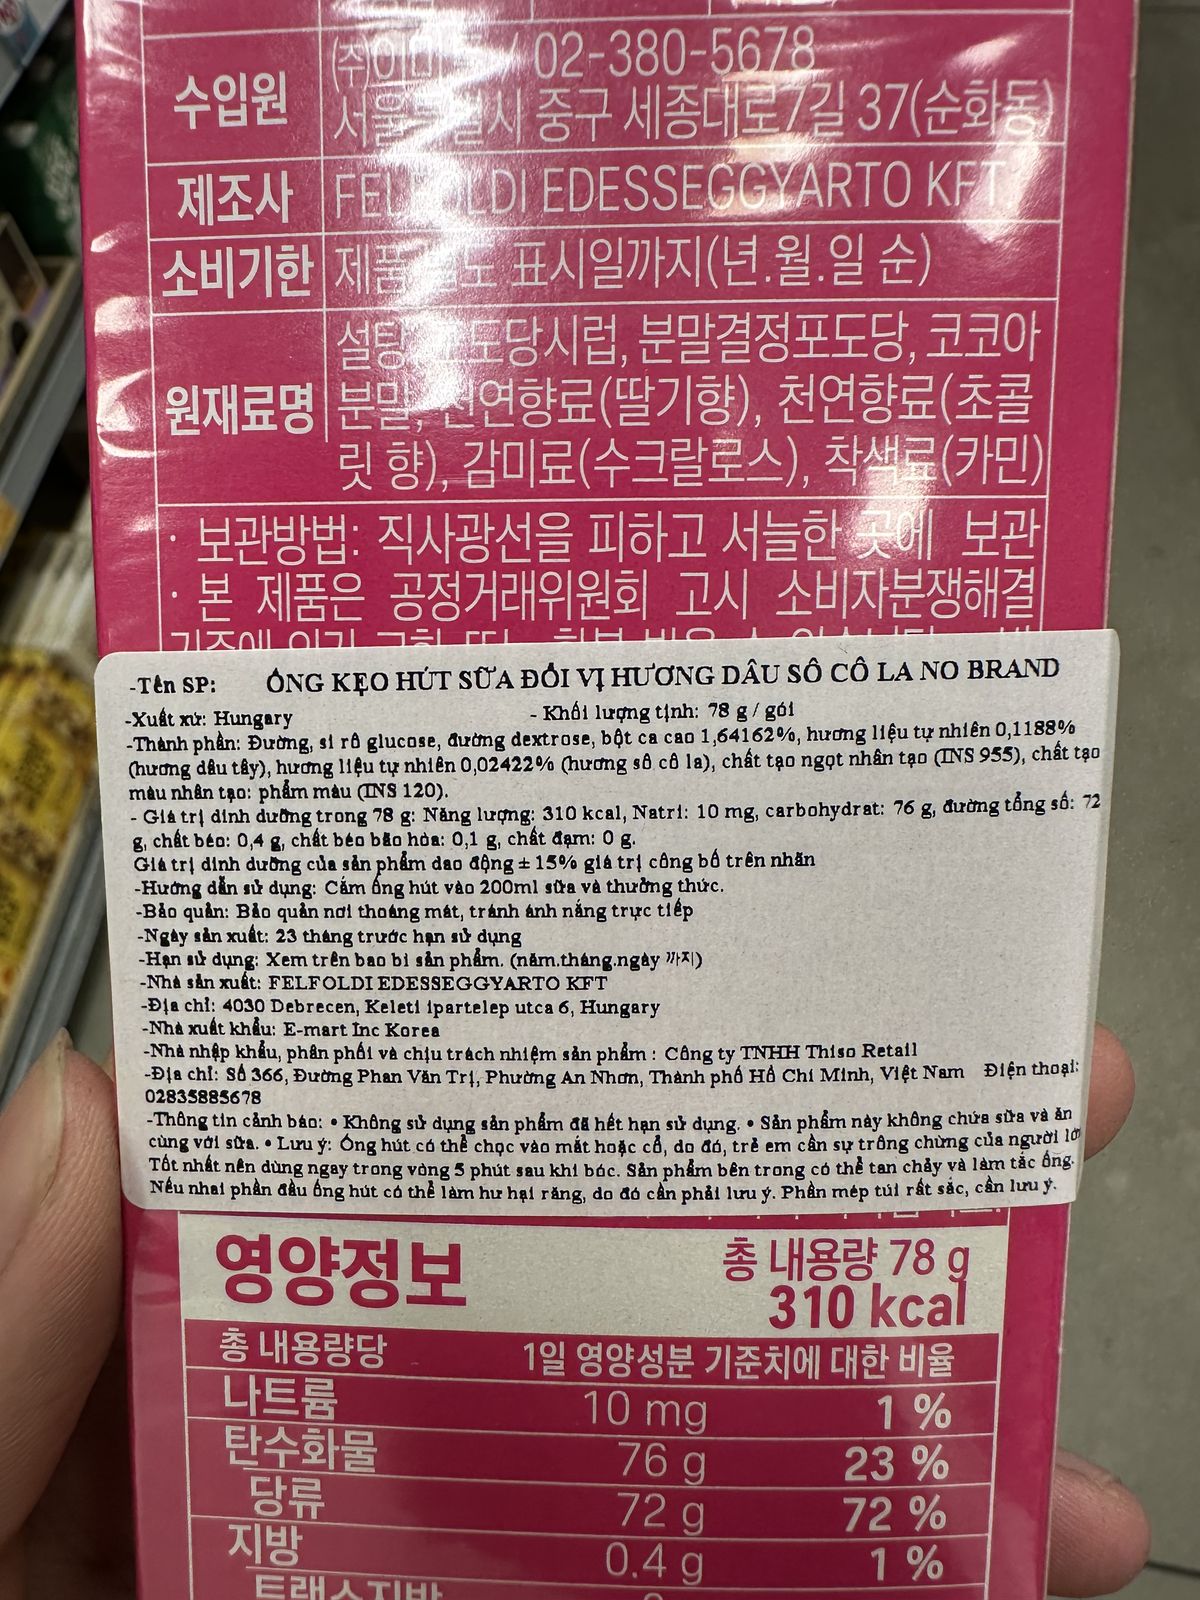 수입원
02-380-5678
중구 세종대로7길 37(순화동)
제조사
EDESSEGGYARTO KFT
소비기한
표시일까지(년.월.일 순)
원재료명
분말결정포도당, 코코아
분말, 천연향료(딸기향), 천연향료(초콜
릿 향), 감미료(수크랄로스), 착색료(카민)
· 보관방법: 직사광선을 피하고 서늘한 곳에 보관
· 본 제품은 공정거래위원회 고시 소비자분쟁해결
-Tên SP: ỐNG KẸO HÚT SỮA ĐỔI VỊ HƯƠNG DÂU SÔ CÔ LA NO BRAND
-Xuất xứ: Hungary - Khối lượng tịnh: 78 g / gói
-Thành phần: Đường, si rô glucose, đường dextrose, bột ca cao 1,64162%, hương liệu tự nhiên 0,1188%
(hương dâu tây), hương liệu tự nhiên 0,02422% (hương sô cô la), chất tạo ngọt nhân tạo (INS 955), chất tạo
màu nhân tạo: phẩm màu (INS 120).
- Giá trị dinh dưỡng trong 78 g: Năng lượng: 310 kcal, Natri: 10 mg, carbohydrat: 76 g, đường tổng số: 72
g, chất béo: 0,4 g, chất béo bão hòa: 0,1 g, chất đạm: 0 g.
Giá trị dinh dưỡng của sản phẩm dao động ± 15% giá trị công bố trên nhãn
-Hướng dẫn sử dụng: Cắm ống hút vào 200ml sữa và thưởng thức.
-Bảo quản: Bảo quản nơi thoáng mát, tránh ánh nắng trực tiếp
-Ngày sản xuất: 23 tháng trước hạn sử dụng
-Hạn sử dụng: Xem trên bao bì sản phẩm. (năm.tháng.ngày 까지)
-Nhà sản xuất: FELFOLDI EDESSEGGYARTO KFT
-Địa chỉ: 4030 Debrecen, Keleti ipartelep utca 6, Hungary
-Nhà xuất khẩu: E-mart Inc Korea
-Nhà nhập khẩu, phân phối và chịu trách nhiệm sản phẩm : Công ty TNHH Thiso Retail
-Địa chỉ: Số 366, Đường Phan Văn Trị, Phường An Nhơn, Thành phố Hồ Chí Minh, Việt Nam Điện thoại:
02835885678
-Thông tin cảnh báo: • Không sử dụng sản phẩm đã hết hạn sử dụng. • Sản phẩm này không chứa sữa và ăn
cùng với sữa. • Lưu ý: Ống hút có thể chọc vào mắt hoặc cổ, do đó, trẻ em cần sự trông chừng của người lớn
Tốt nhất nên dùng ngay trong vòng 5 phút sau khi bóc. Sản phẩm bên trong có thể tan chảy và làm tắc ống.
Nếu nhai phần đầu ống hút có thể làm hư hại răng, do đó cần phải lưu ý. Phần mép túi rất sắc, cần lưu ý.
영양정보
총 내용량 78 g
310 kcal
총 내용량당 1일 영양성분 기준치에 대한 비율
나트륨 10 mg 1 %
탄수화물 76 g 23 %
당류 72 g 72 %
지방 0.4 g 1 %